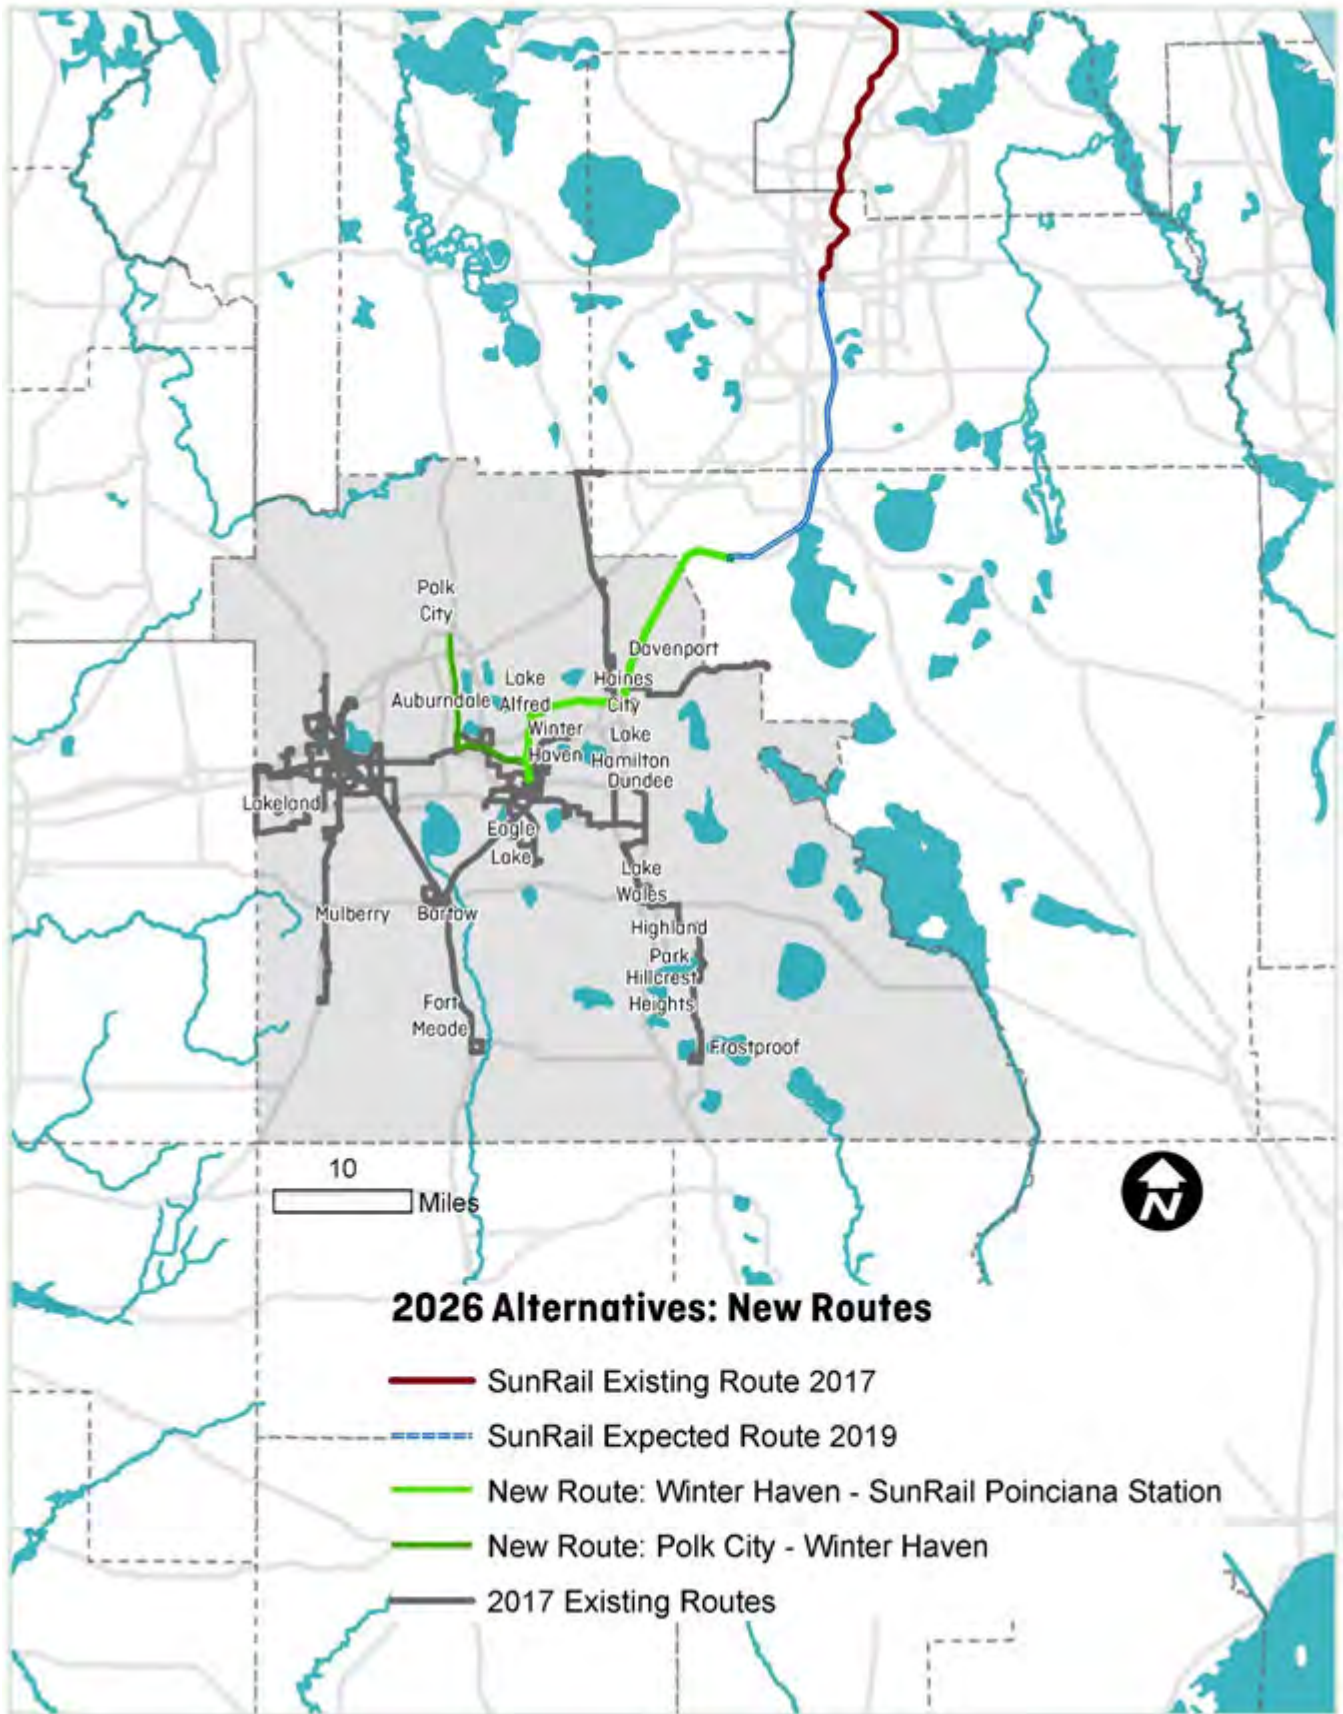 Polk
City
Davenport
Lake
Haines
Auburndale
Alfred
City
Winter
Lake
Haven
Hamilton
Dundee
Lakeland
Eagle
Lake
Lake
Wales
Mulberry
Bartow
Highland
Park
Hillcrest
Heights
Fort
Meade
Frostproof
10
Miles
N
2026 Alternatives: New Routes
SunRail Existing Route 2017
SunRail Expected Route 2019
New Route: Winter Haven - SunRail Poinciana Station
New Route: Polk City - Winter Haven
2017 Existing Routes